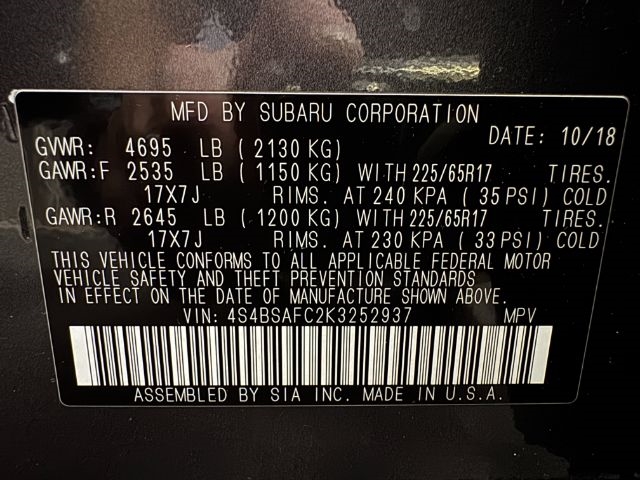 MFD BY SUBARU CORPORATION
DATE: 10/18
GVWR: 4695 LB ( 2130 KG)
GAWR:F 2535 LB ( 1150 KG) WITH 225/65R17 TIRES.
17X7J RIMS. AT 240 KPA ( 35 PSI) COLD
GAWR:R 2645 LB ( 1200 KG) WITH 225/65R17 TIRES.
17X7J RIMS. AT 230 KPA ( 33 PSI) COLD
THIS VEHICLE CONFORMS TO ALL APPLICABLE FEDERAL MOTOR
VEHICLE SAFETY AND THEFT PREVENTION STANDARDS
IN EFFECT ON THE DATE OF MANUFACTURE SHOWN ABOVE.
VIN: 4S4BSAFC2K3252937 MPV
ASSEMBLED BY SIA INC. MADE IN U.S.A.